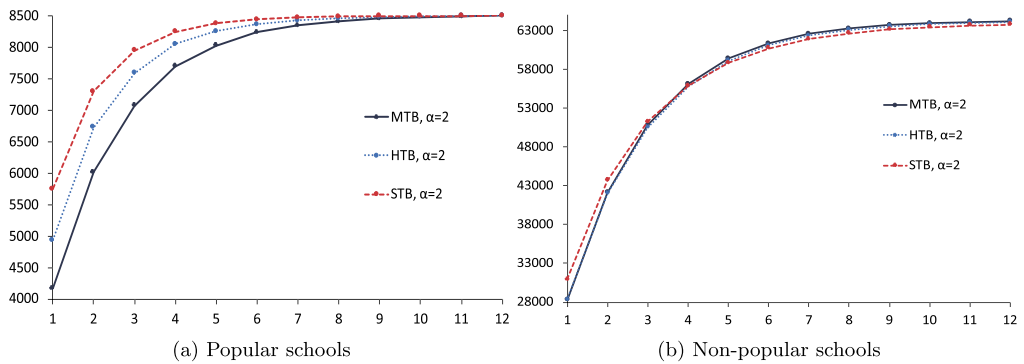 8500
8000
7500
7000
6500
6000
5500
5000
4500
4000
1 2 3 4 5 6 7 8 9 10 11 12
MTB, α=2
HTB, α=2
STB, α=2
(a) Popular schools
63000
58000
53000
48000
43000
38000
33000
28000
1 2 3 4 5 6 7 8 9 10 11 12
MTB, α=2
HTB, α=2
STB, α=2
(b) Non-popular schools